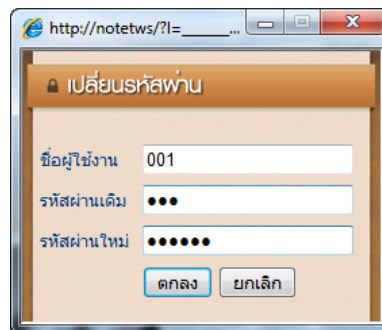 http://notetws/?l=______...
เปลี่ยนรหัสผ่าน
ชื่อผู้ใช้งาน 001
รหัสผ่านเดิม ●●●
รหัสผ่านใหม่ ●●●●●●
ตกลง ยกเลิก